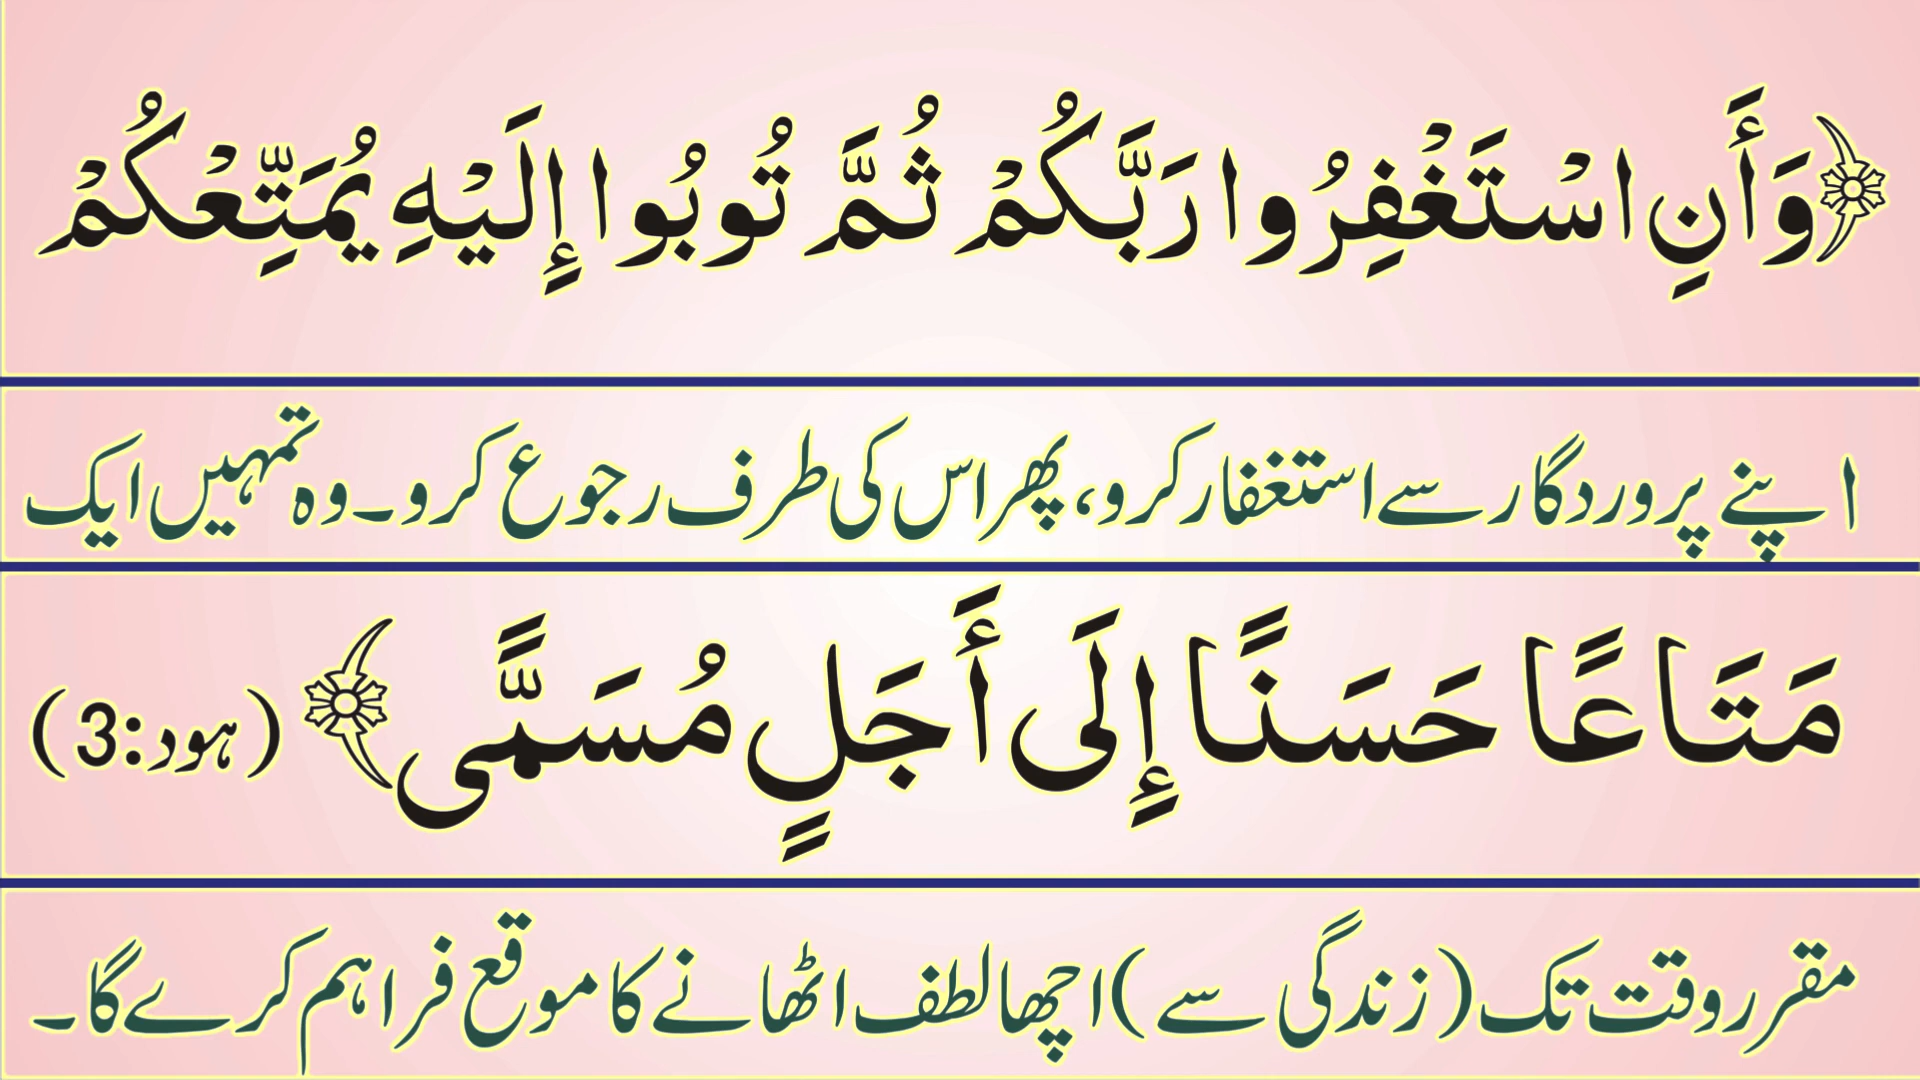 ﴿وَأَنِ اسْتَغْفِرُوا رَبَّكُمْ ثُمَّ تُوبُوا إِلَيْهِ يُمَتِّعْكُمْ
اپنے پروردگار سے استغفار کرو، پھر اس کی طرف رجوع کرو۔ وہ تمہیں ایک
مَتَاعًا حَسَنًا إِلَى أَجَلٍ مُسَمًّى﴾ (ہود:3)
مقرر وقت تک (زندگی سے) اچھا لطف اٹھانے کا موقع فراہم کرے گا۔